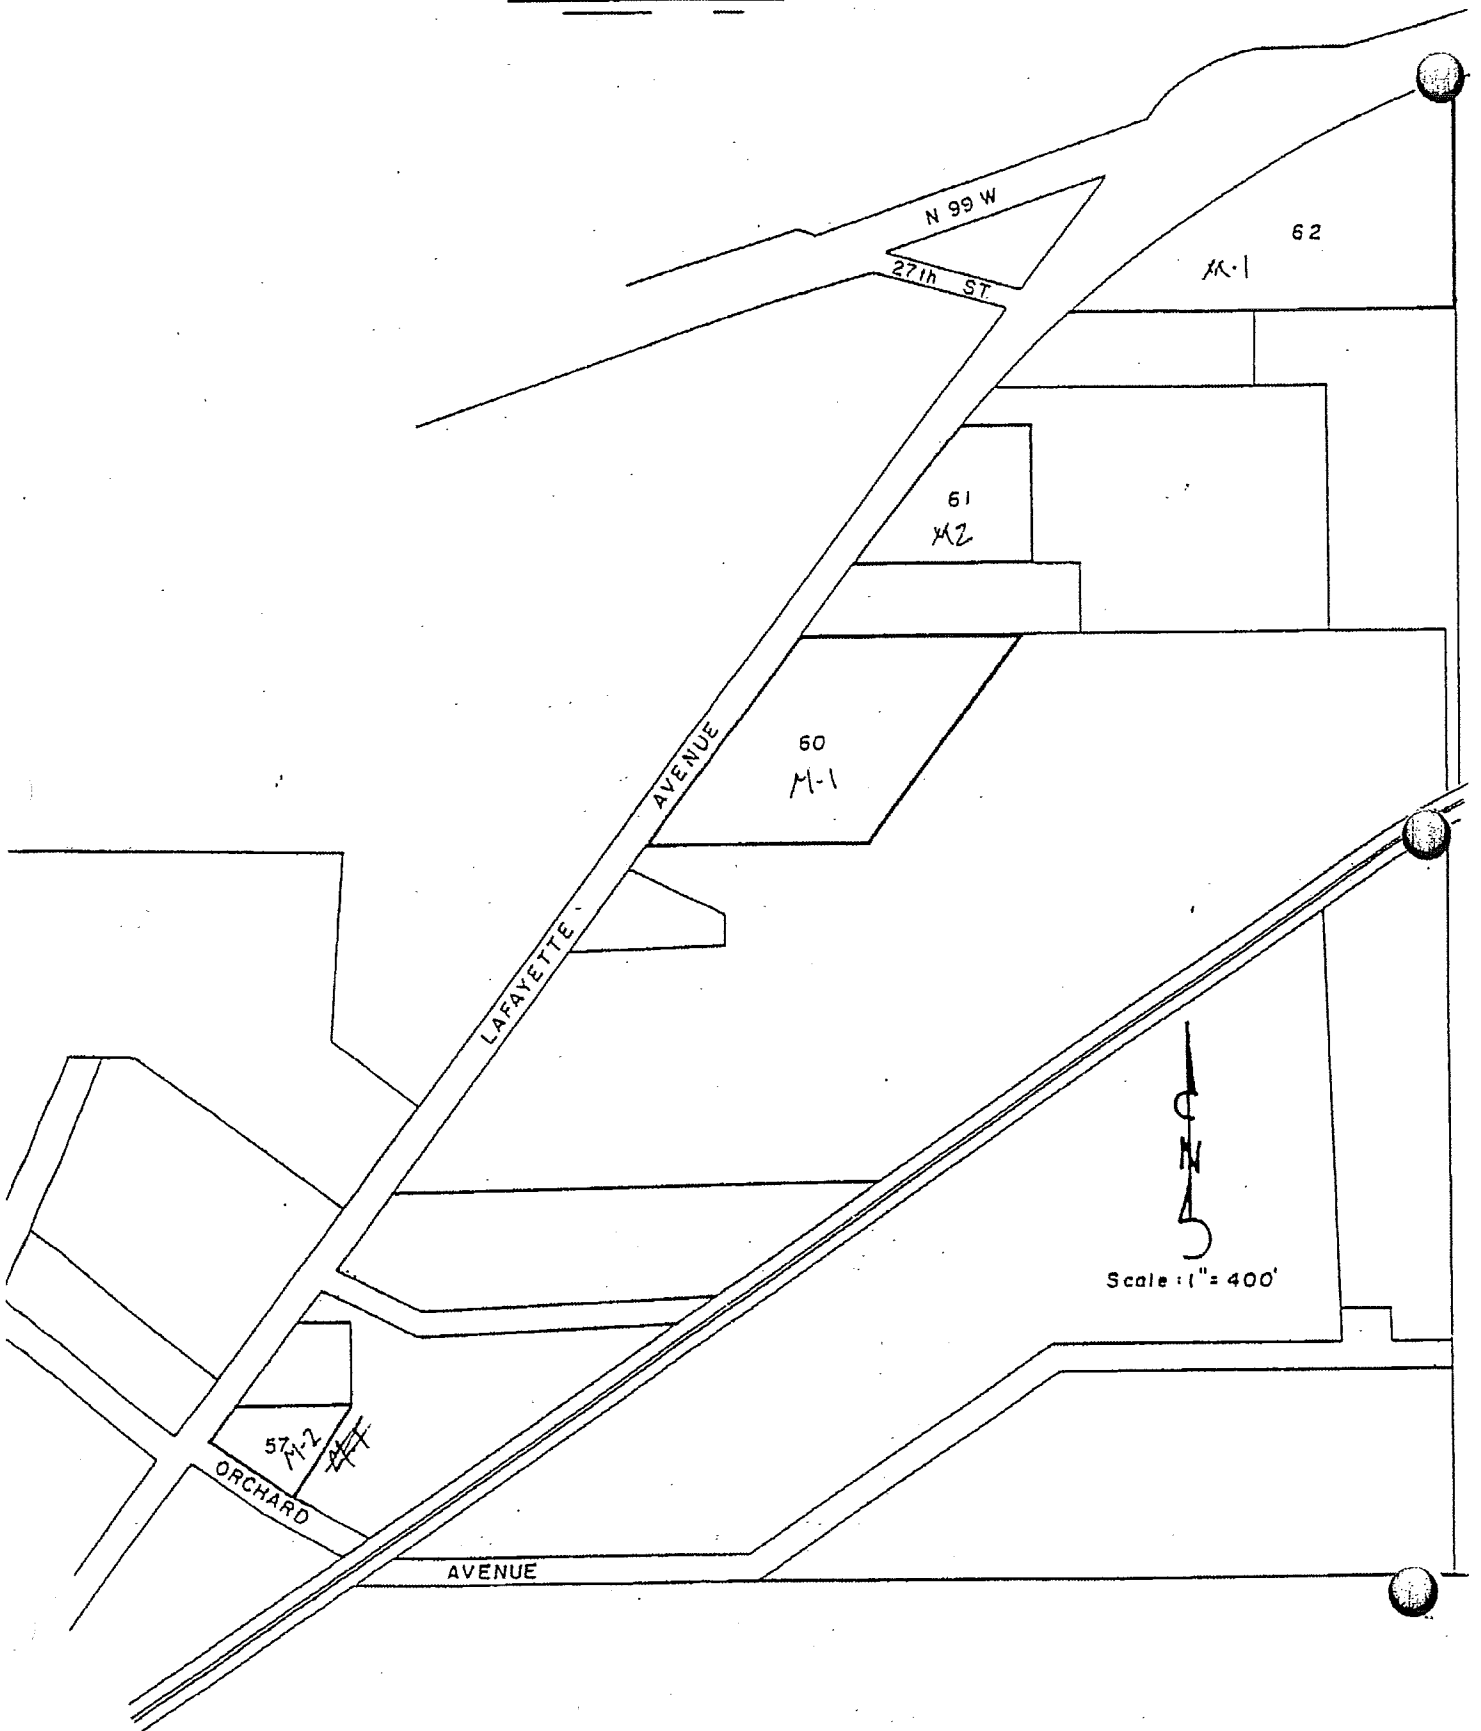 N 99 W
27th ST.
62
M-1
61
M2
60
M-1
AVENUE
LAFAYETTE
N
Scale : 1" = 400'
57
M-2
ORCHARD
AVENUE